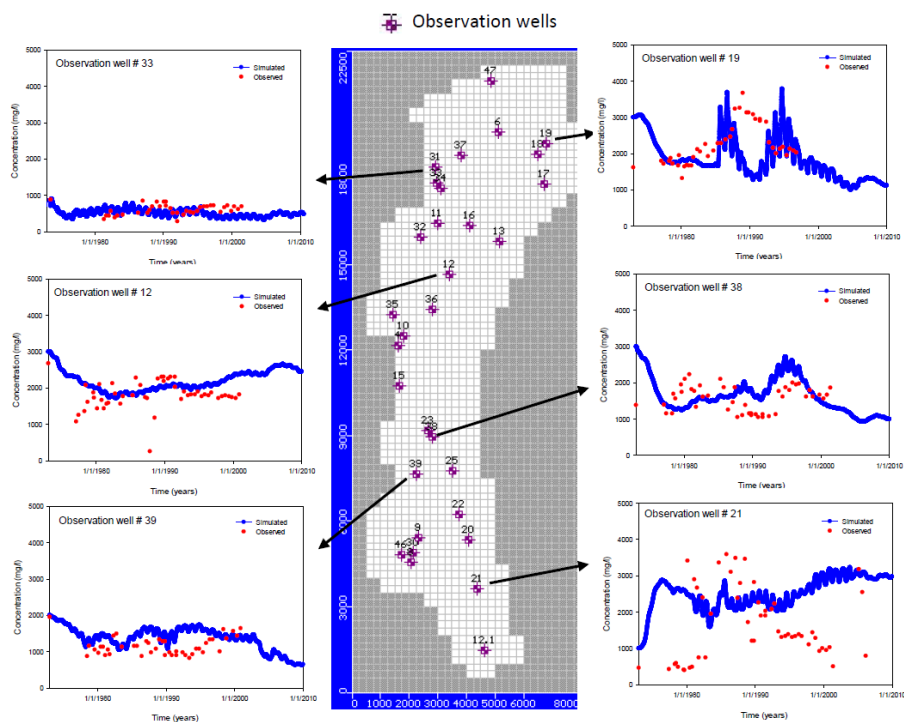 Observation wells
Observation well # 33
Simulated
Observed
5000
4000
3000
2000
1000
0
Concentration (mg/l)
1/1/1980
1/1/1990
1/1/2000
1/1/2010
Time (years)
Observation well # 12
Simulated
Observed
5000
4000
3000
2000
1000
0
Concentration (mg/l)
1/1/1980
1/1/1990
1/1/2000
1/1/2010
Time (years)
Observation well # 39
Simulated
Observed
5000
4000
3000
2000
1000
0
Concentration (mg/l)
1/1/1980
1/1/1990
1/1/2000
1/1/2010
Time (years)
22500
18000
15000
12000
9000
3000
0
47
6
19
37
31
17
11
16
32
13
12
35
36
10
15
23
39
25
22
9
20
46
21
12.1
0 1000 2000 3000 4000 5000 6000 8000
Observation well # 19
Simulated
Observed
5000
4000
3000
2000
1000
0
Concentration (mg/l)
1/1/1980
1/1/1990
1/1/2000
1/1/2010
Time (years)
Observation well # 38
Simulated
Observed
5000
4000
3000
2000
1000
0
Concentration (mg/l)
1/1/1980
1/1/1990
1/1/2000
1/1/2010
Time (years)
Observation well # 21
Simulated
Observed
5000
4000
3000
2000
1000
0
Concentration (mg/l)
1/1/1980
1/1/1990
1/1/2000
1/1/2010
Time (years)